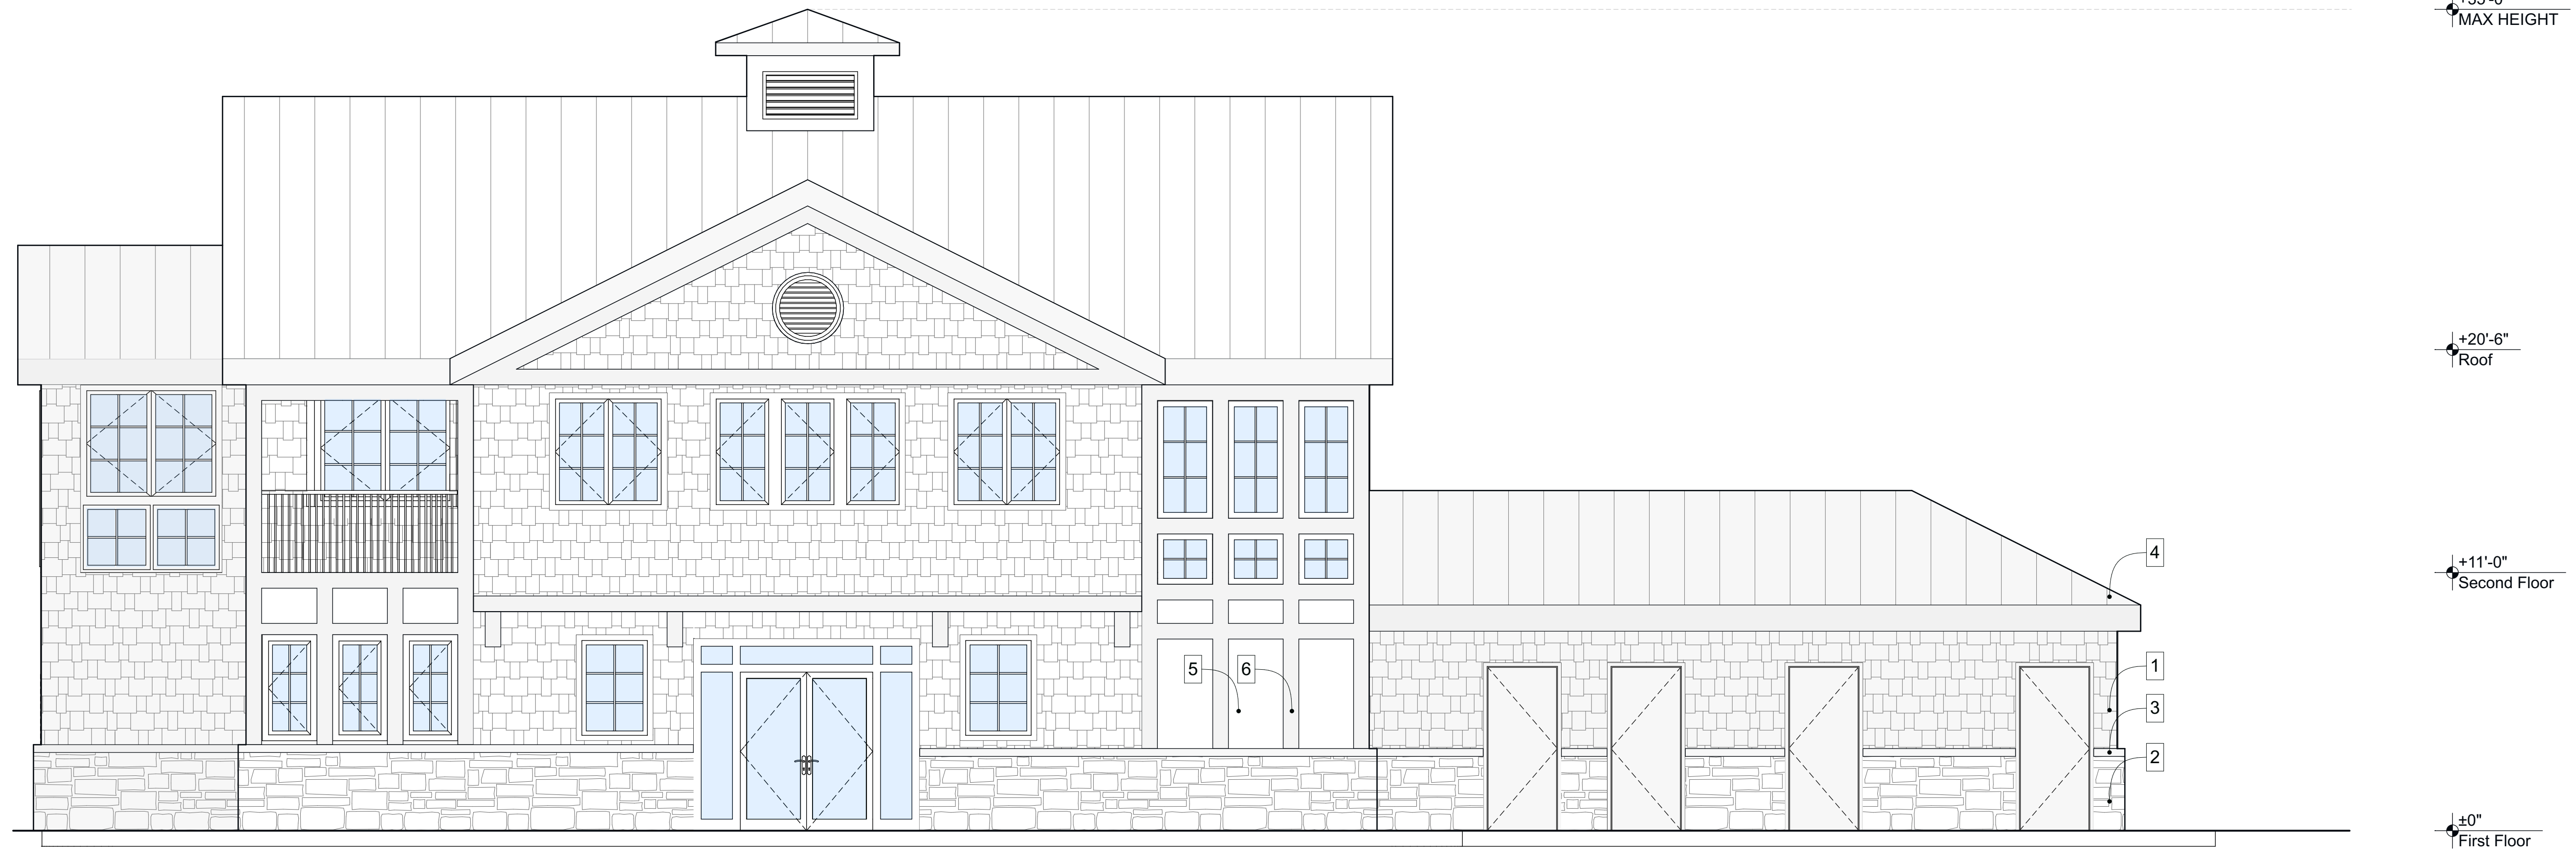 MAX HEIGHT
+20'-6"
Roof
4
+11'-0"
Second Floor
5
6
1
3
2
±0"
First Floor